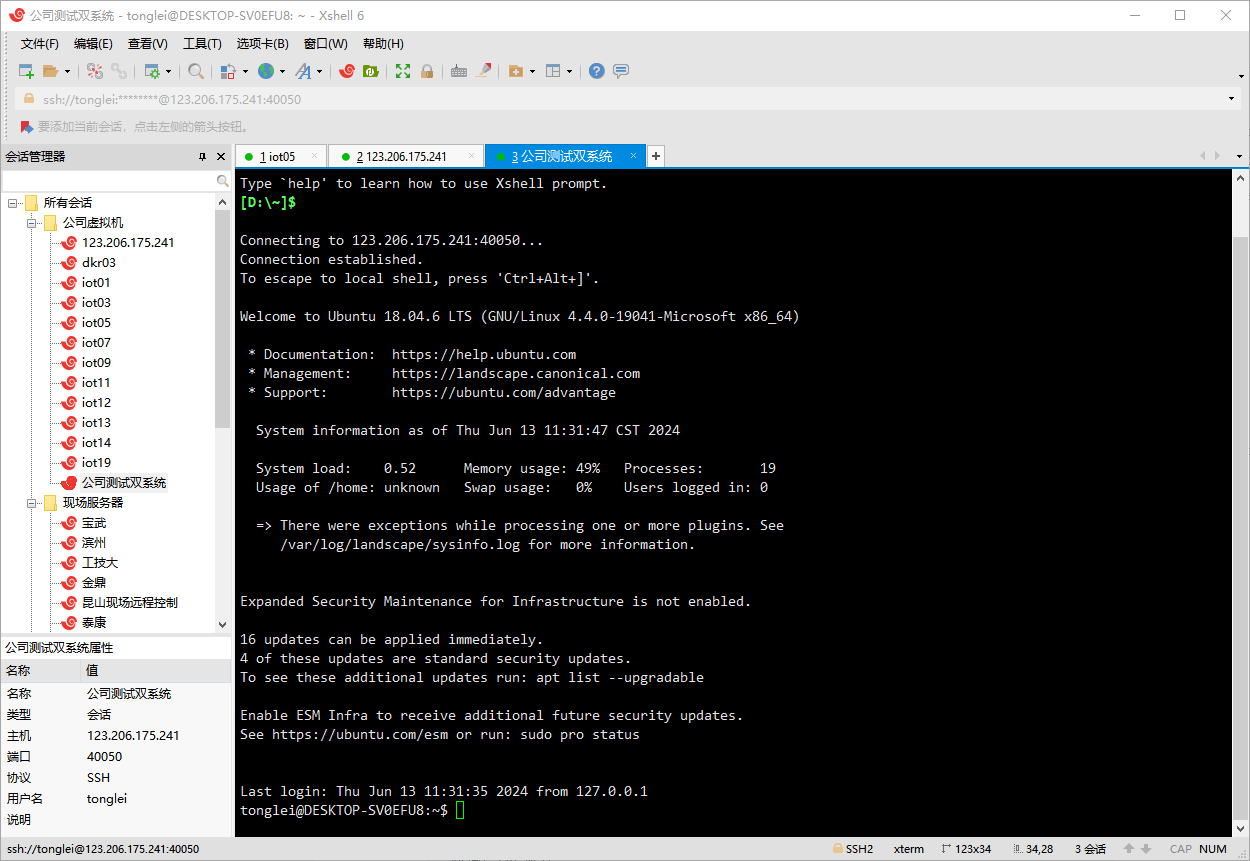 公司测试双系统 - tonglei@DESKTOP-SV0EFU8: ~ - Xshell 6
文件(F) 编辑(E) 查看(V) 工具(T) 选项卡(B) 窗口(W) 帮助(H)
ssh://tonglei:********@123.206.175.241:40050
要添加当前会话，点击左侧的箭头按钮。
会话管理器
1 iot05
2 123.206.175.241
3 公司测试双系统
所有会话
公司虚拟机
123.206.175.241
dkr03
iot01
iot03
iot05
iot07
iot09
iot11
iot12
iot13
iot14
iot19
公司测试双系统
现场服务器
宝武
滨州
工技大
金鼎
昆山现场远程控制
泰康
公司测试双系统属性
名称 值
名称 公司测试双系统
类型 会话
主机 123.206.175.241
端口 40050
协议 SSH
用户名 tonglei
说明
Type `help' to learn how to use Xshell prompt.
[D:\~]$
Connecting to 123.206.175.241:40050...
Connection established.
To escape to local shell, press 'Ctrl+Alt+]'.
Welcome to Ubuntu 18.04.6 LTS (GNU/Linux 4.4.0-19041-Microsoft x86_64)
* Documentation:  https://help.ubuntu.com
* Management:     https://landscape.canonical.com
* Support:        https://ubuntu.com/advantage
System information as of Thu Jun 13 11:31:47 CST 2024
System load:    0.52      Memory usage: 49%   Processes:       19
Usage of /home: unknown   Swap usage:   0%    Users logged in: 0
=> There were exceptions while processing one or more plugins. See
/var/log/landscape/sysinfo.log for more information.
Expanded Security Maintenance for Infrastructure is not enabled.
16 updates can be applied immediately.
4 of these updates are standard security updates.
To see these additional updates run: apt list --upgradable
Enable ESM Infra to receive additional future security updates.
See https://ubuntu.com/esm or run: sudo pro status
Last login: Thu Jun 13 11:31:35 2024 from 127.0.0.1
tonglei@DESKTOP-SV0EFU8:~$
ssh://tonglei@123.206.175.241:40050 SSH2 xterm 123x34 34,28 3 会话 CAP NUM